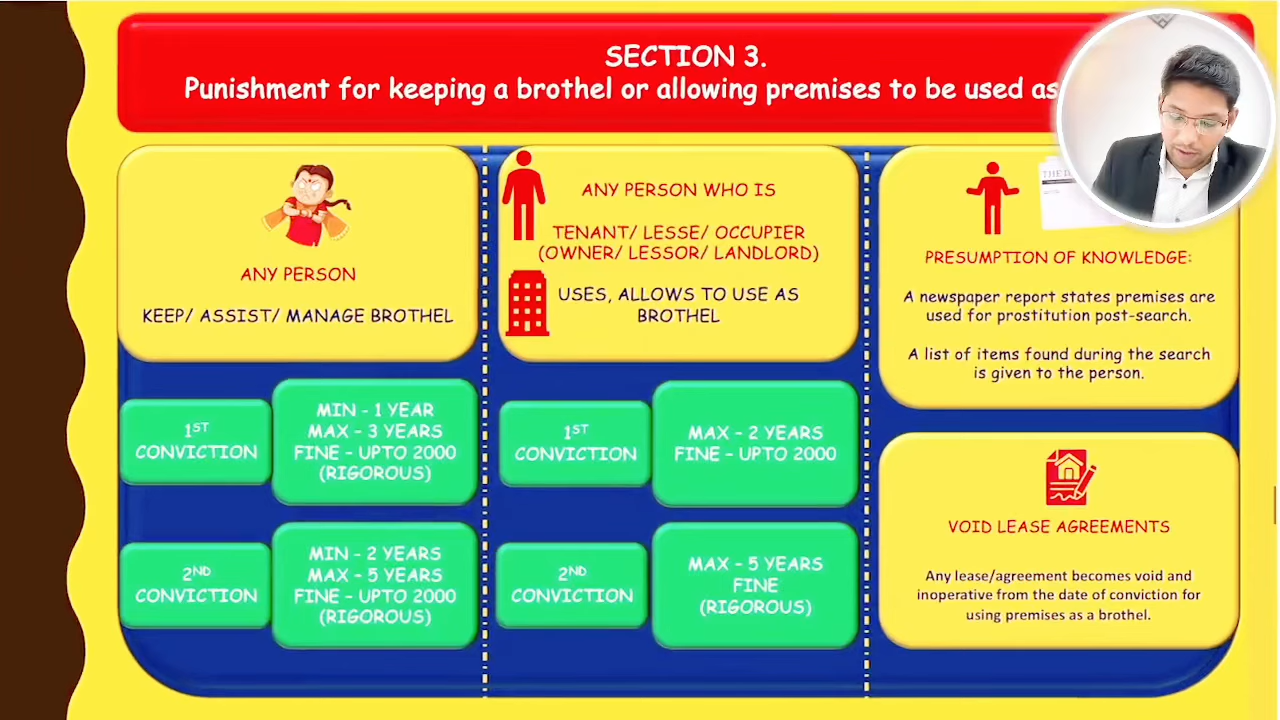 SECTION 3.
Punishment for keeping a brothel or allowing premises to be used as
ANY PERSON
KEEP/ ASSIST/ MANAGE BROTHEL
1ST
CONVICTION
MIN - 1 YEAR
MAX - 3 YEARS
FINE - UPTO 2000
(RIGOROUS)
2ND
CONVICTION
MIN - 2 YEARS
MAX - 5 YEARS
FINE - UPTO 2000
(RIGOROUS)
ANY PERSON WHO IS
TENANT/ LESSE/ OCCUPIER
(OWNER/ LESSOR/ LANDLORD)
USES, ALLOWS TO USE AS
BROTHEL
1ST
CONVICTION
MAX - 2 YEARS
FINE - UPTO 2000
2ND
CONVICTION
MAX - 5 YEARS
FINE
(RIGOROUS)
THE
PRESUMPTION OF KNOWLEDGE:
A newspaper report states premises are
used for prostitution post-search.
A list of items found during the search
is given to the person.
VOID LEASE AGREEMENTS
Any lease/agreement becomes void and
inoperative from the date of conviction for
using premises as a brothel.